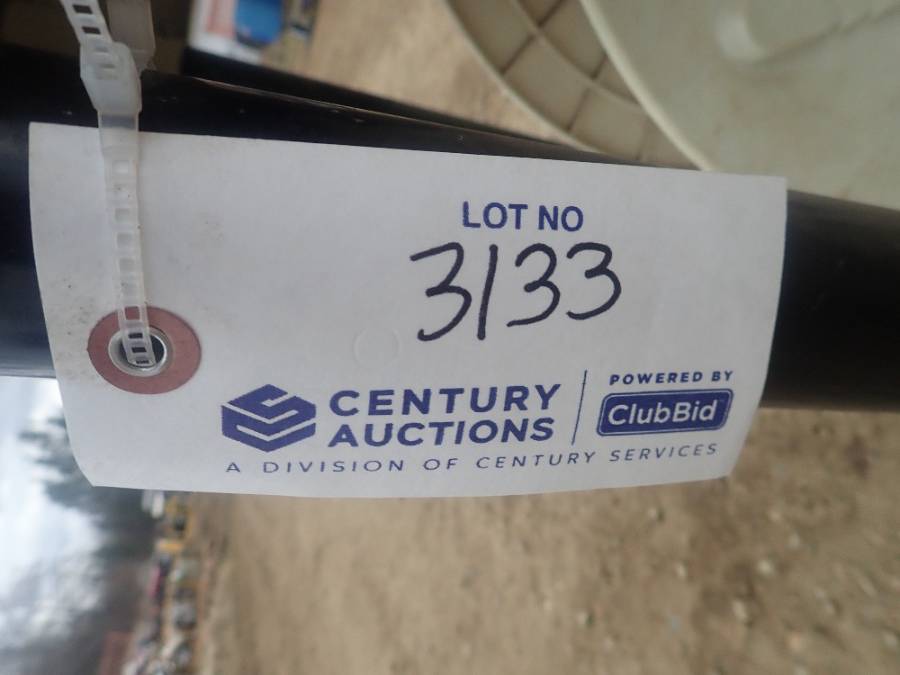 LOT NO
3133
CENTURY
AUCTIONS
POWERED BY
ClubBid
A DIVISION OF CENTURY SERVICES